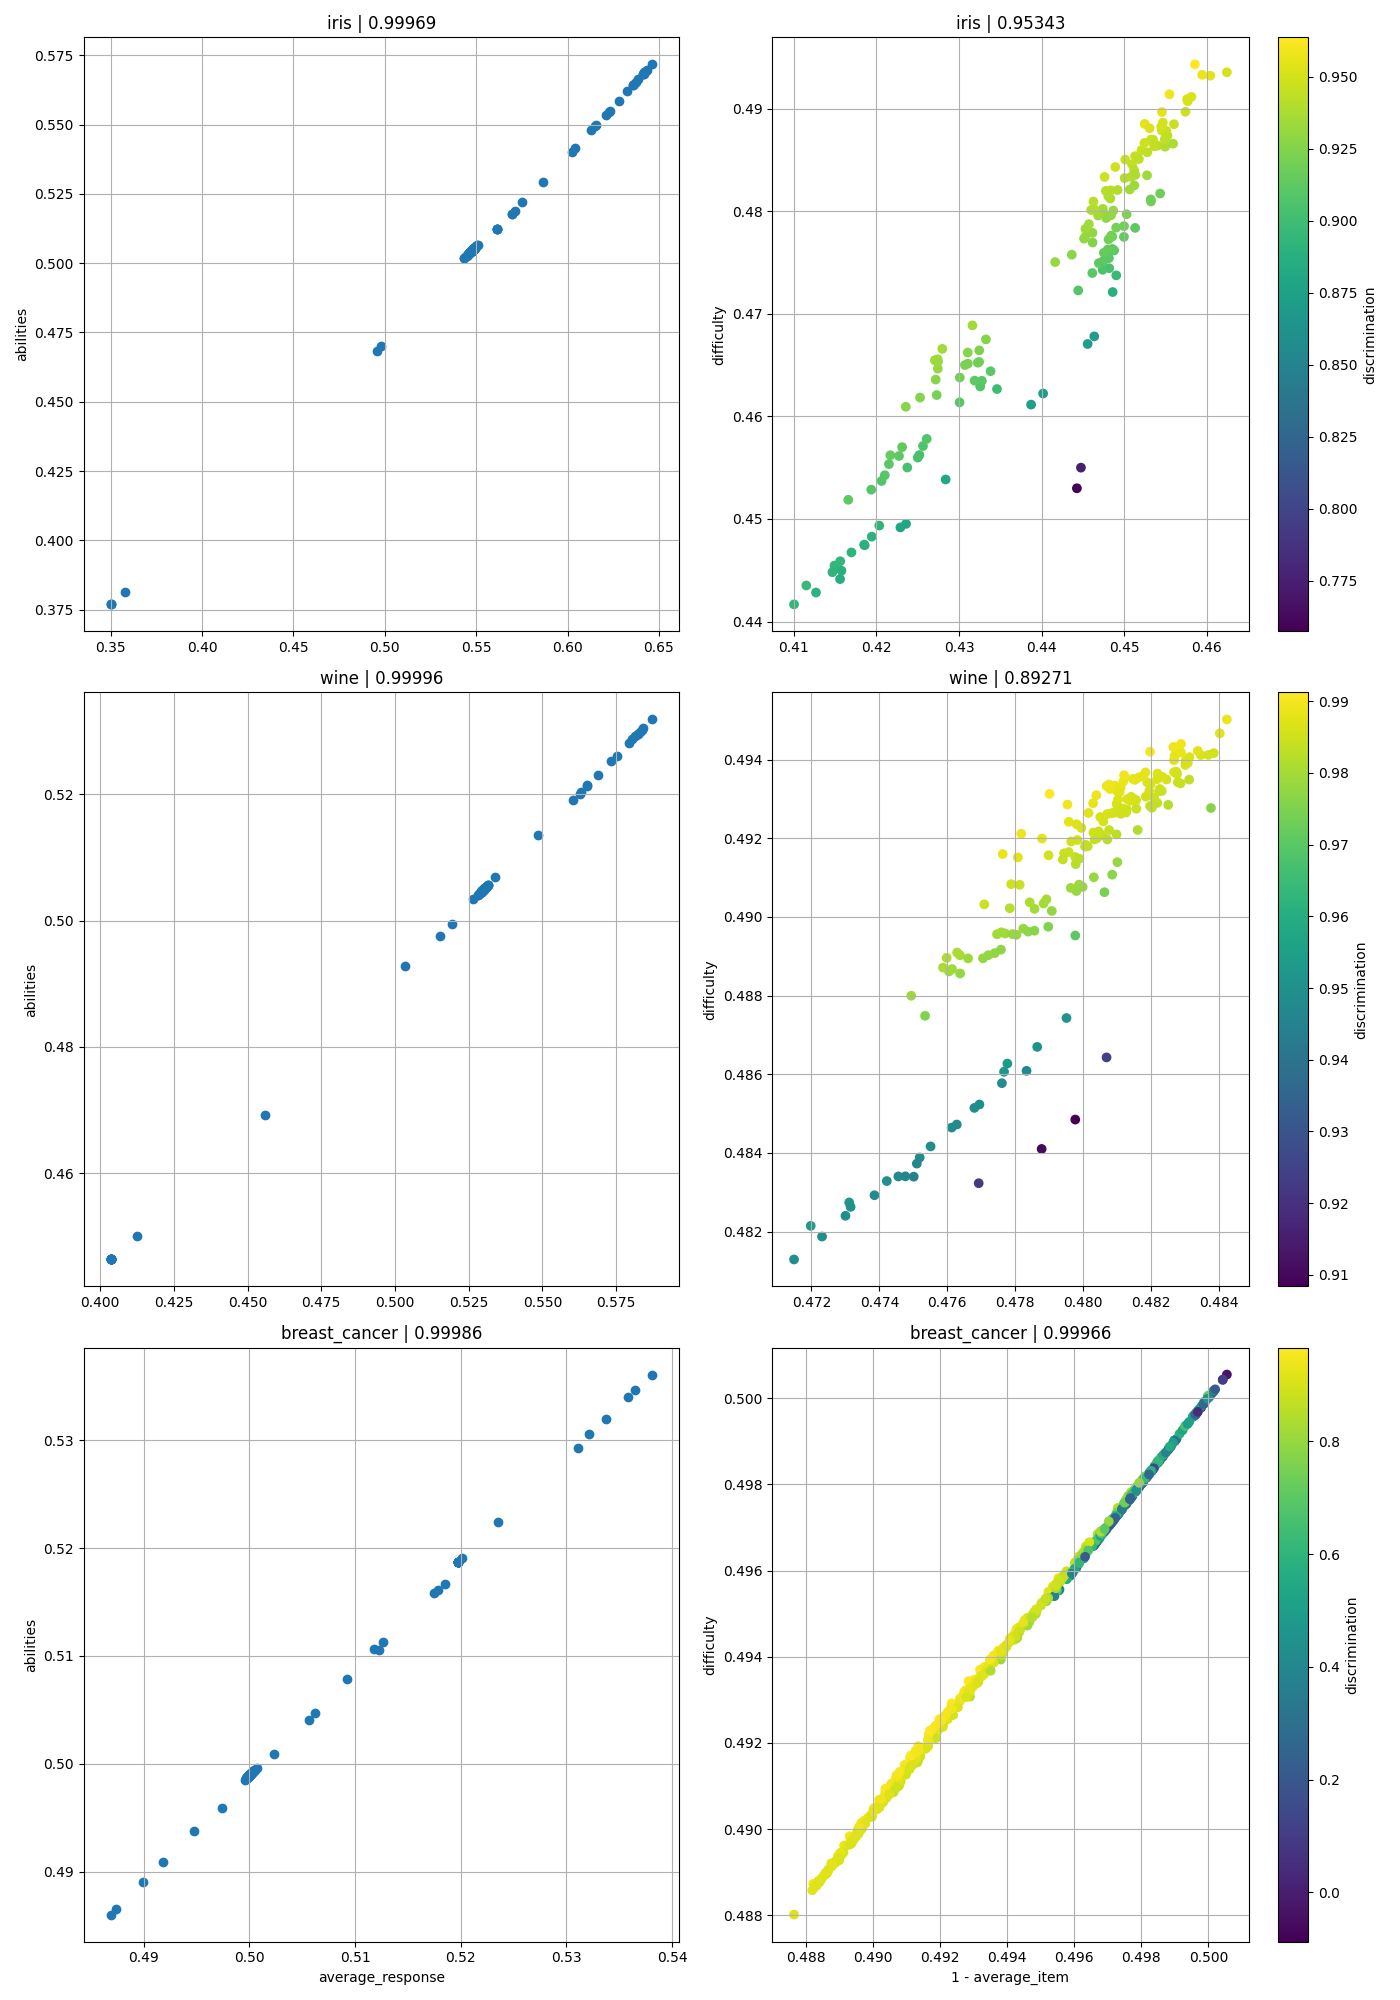 iris | 0.99969
0.575
0.550
0.525
0.500
0.475
0.450
0.425
0.400
0.375
abilities
0.35 0.40 0.45 0.50 0.55 0.60 0.65
iris | 0.95343
0.49
0.48
0.47
0.46
0.45
0.44
difficulty
0.41 0.42 0.43 0.44 0.45 0.46
0.950
0.925
0.900
0.875
0.850
0.825
0.800
0.775
discrimination
wine | 0.99996
0.52
0.50
0.48
0.46
abilities
0.400 0.425 0.450 0.475 0.500 0.525 0.550 0.575
wine | 0.89271
0.494
0.492
0.490
0.488
0.486
0.484
0.482
difficulty
0.472 0.474 0.476 0.478 0.480 0.482 0.484
0.99
0.98
0.97
0.96
0.95
0.94
0.93
0.92
0.91
discrimination
breast_cancer | 0.99986
0.53
0.52
0.51
0.50
0.49
abilities
0.49 0.50 0.51 0.52 0.53 0.54
average_response
breast_cancer | 0.99966
0.500
0.498
0.496
0.494
0.492
0.490
0.488
difficulty
0.488 0.490 0.492 0.494 0.496 0.498 0.500
1 - average_item
0.8
0.6
0.4
0.2
0.0
discrimination